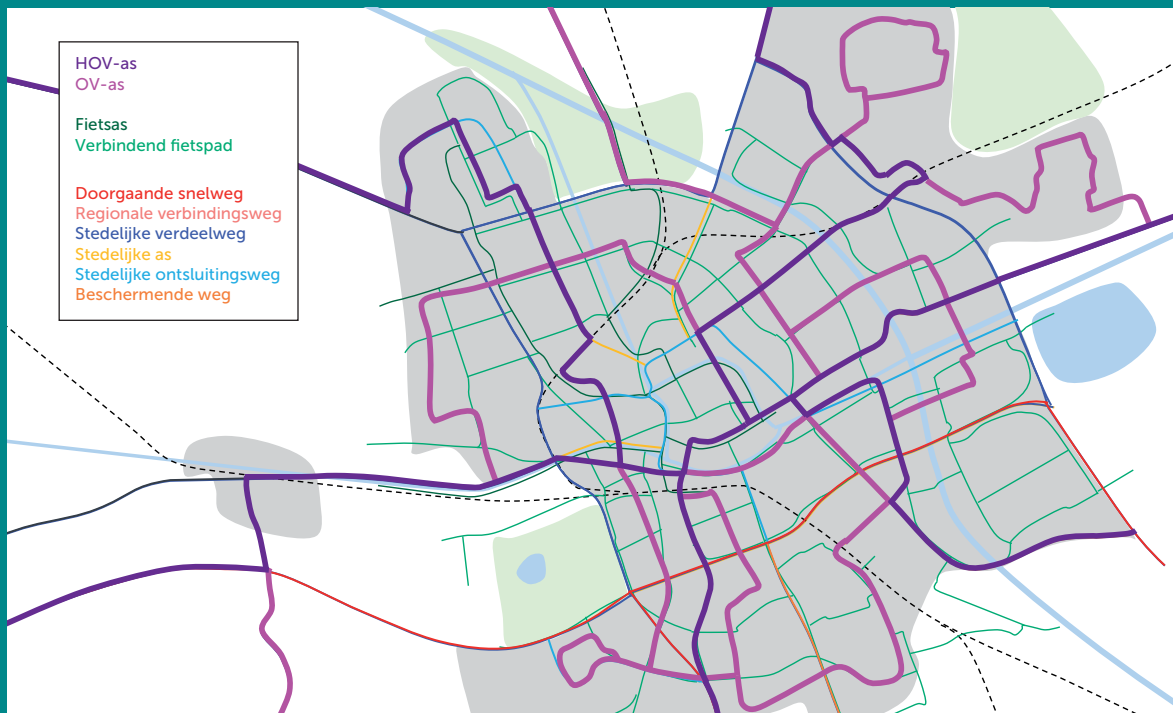 HOV-as
OV-as
Fietsas
Verbindend fietspad
Doorgaande snelweg
Regionale verbindingsweg
Stedelijke verdeelweg
Stedelijke as
Stedelijke ontsluitingsweg
Beschermende weg